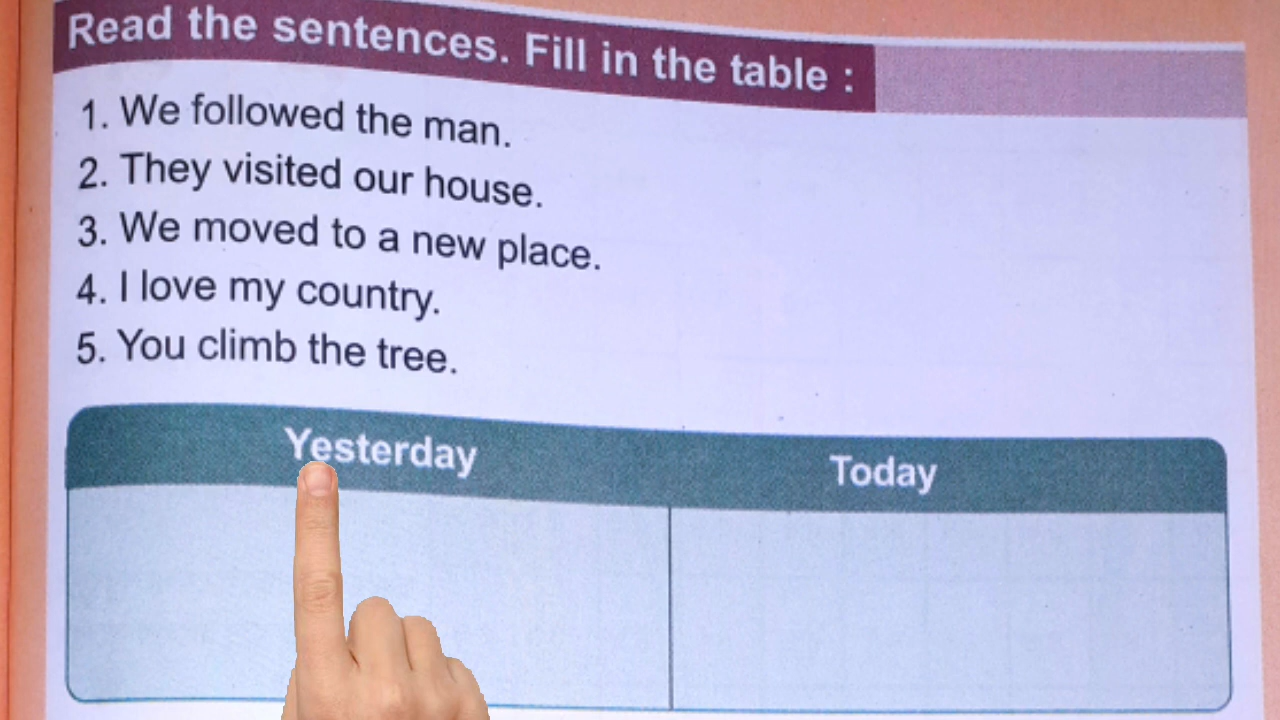 Read the sentences. Fill in the table :
1. We followed the man.
2. They visited our house.
3. We moved to a new place.
4. I love my country.
5. You climb the tree.
Yesterday Today